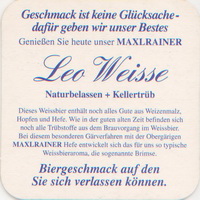 Geschmack ist keine Glücksache-
dafür geben wir unser Bestes
Genießen Sie heute unser MAXLRAINER
Leo Weisse
Naturbelassen + Kellertrüb
Dieses Weissbier enthält noch alles Gute aus Weizenmalz,
Hopfen und Hefe. Wie in der guten alten Zeit befinden sich
noch alle Trübstoffe aus dem Brauvorgang im Weissbier.
Bei diesem besonderen Gärverfahren mit der Obergärigen
MAXLRAINER Hefe entwickelt sich das für uns so typische
Weissbieraroma, die sogenannte Brimse.
Biergeschmack auf den
Sie sich verlassen können.